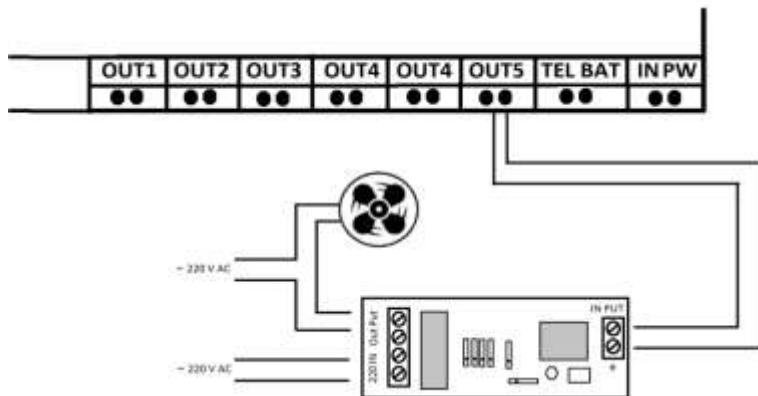 OUT1 OUT2 OUT3 OUT4 OUT4 OUT5 TEL BAT IN PW
~ 220 V AC
IN PUT
Out Put
~ 220 V AC
220 IN
+